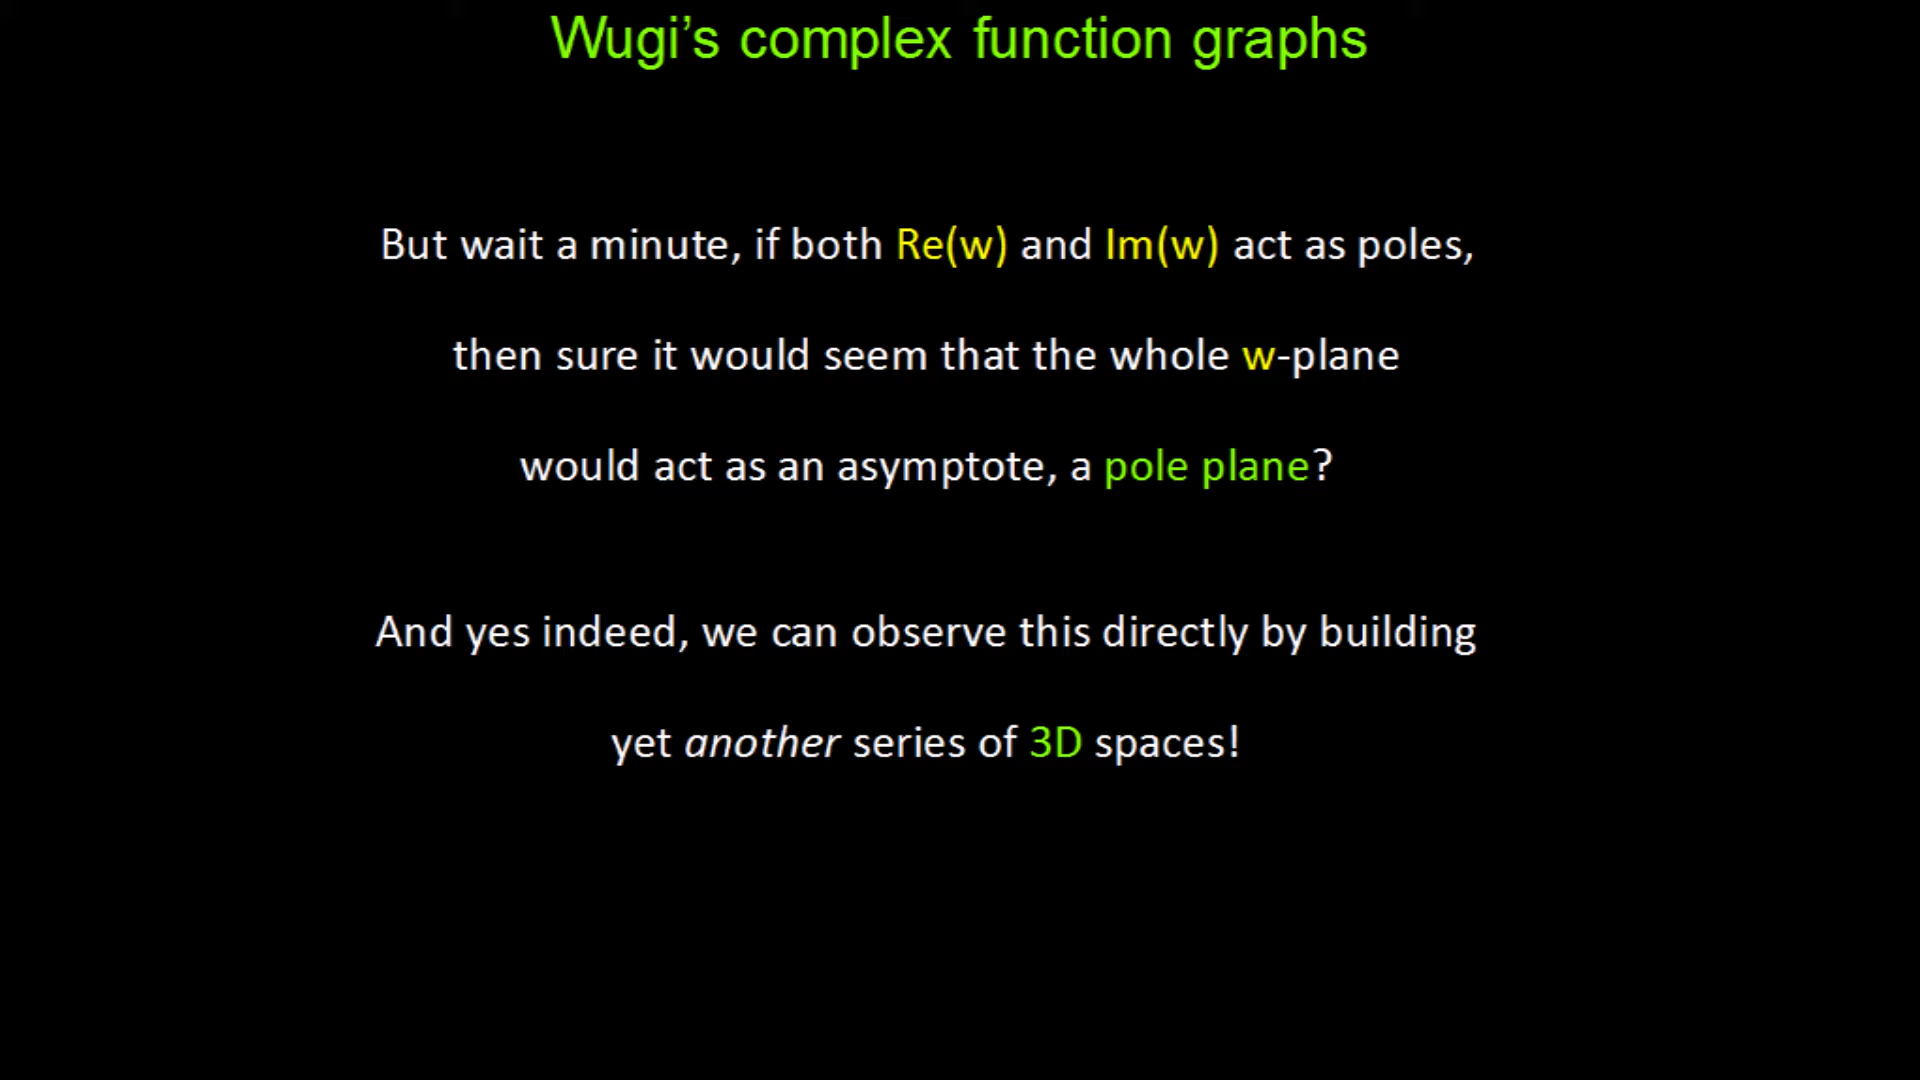 Wugi’s complex function graphs
But wait a minute, if both Re(w) and Im(w) act as poles,
then sure it would seem that the whole w-plane
would act as an asymptote, a pole plane?
And yes indeed, we can observe this directly by building
yet another series of 3D spaces!